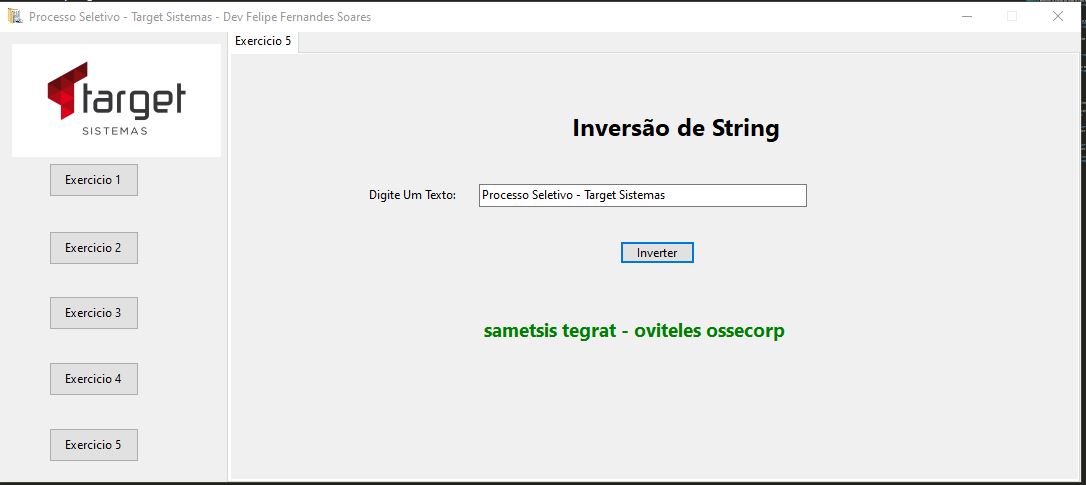 Processo Seletivo - Target Sistemas - Dev Felipe Fernandes Soares
Exercicio 5
target
SISTEMAS
Exercicio 1
Exercicio 2
Exercicio 3
Exercicio 4
Exercicio 5
Inversão de String
Digite Um Texto: Processo Seletivo - Target Sistemas
Inverter
sametsis tegrat - oviteles ossecorp